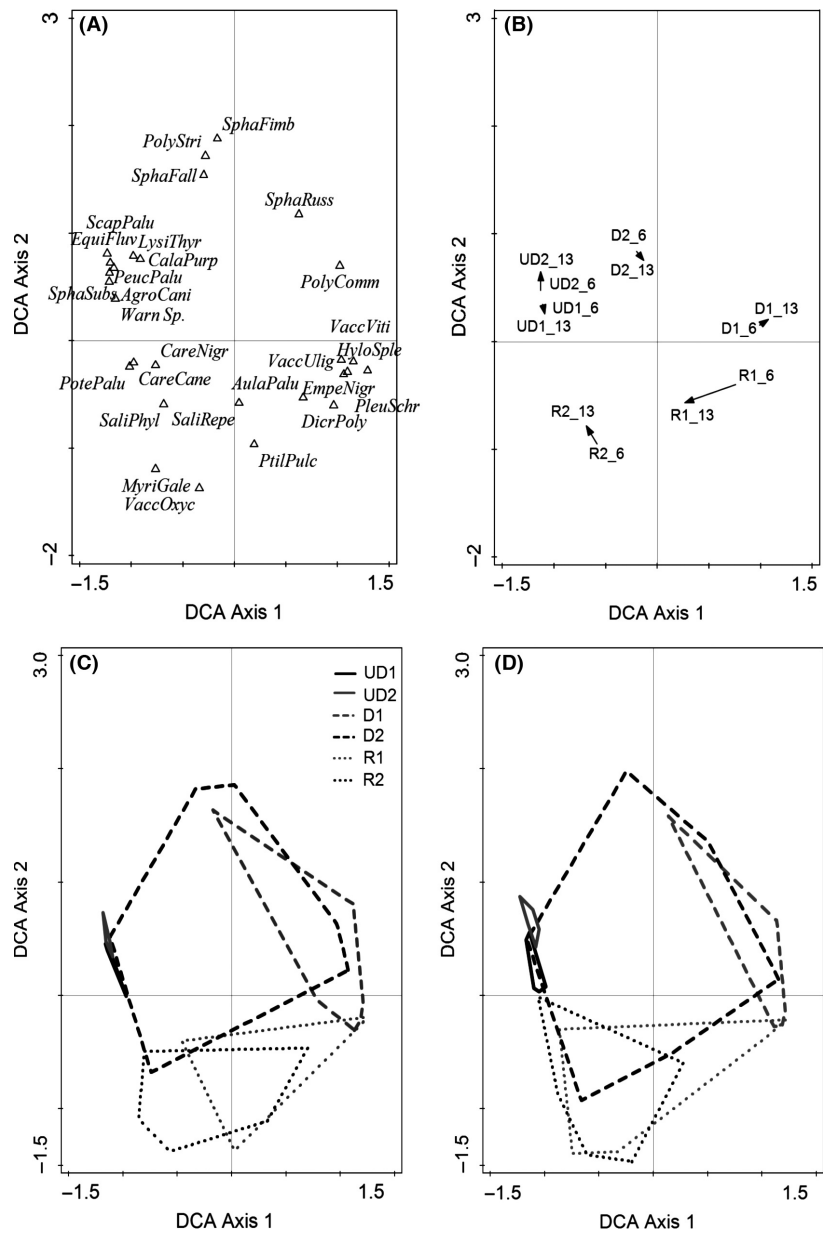 (A)
3
SphaFimb
PolyStri
SphaFall
SphaRuss
ScapPalu
EquiFluv LysiThyr
CalaPurp
PeucPalu
PolyComm
SphaSubs AgroCani
Warn Sp.
VaccViti
CareNigr
VaccUlig HyloSple
PotePalu CareCane
AulaPalu EmpeNigr
PleuSchr
SaliPhyl SaliRepe
DicrPoly
PtilPulc
MyriGale
VaccOxyc
DCA Axis 2
−2
−1.5 1.5
DCA Axis 1
(B)
3
D2_6
UD2_13
D2_13
UD2_6
UD1_6
D1_13
UD1_13
D1_6
R1_6
R2_13
R1_13
R2_6
DCA Axis 2
−2
−1.5 1.5
DCA Axis 1
(C)
3.0
UD1
UD2
D1
D2
R1
R2
DCA Axis 2
−1.5
−1.5 1.5
DCA Axis 1
(D)
3.0
DCA Axis 2
−1.5
−1.5 1.5
DCA Axis 1